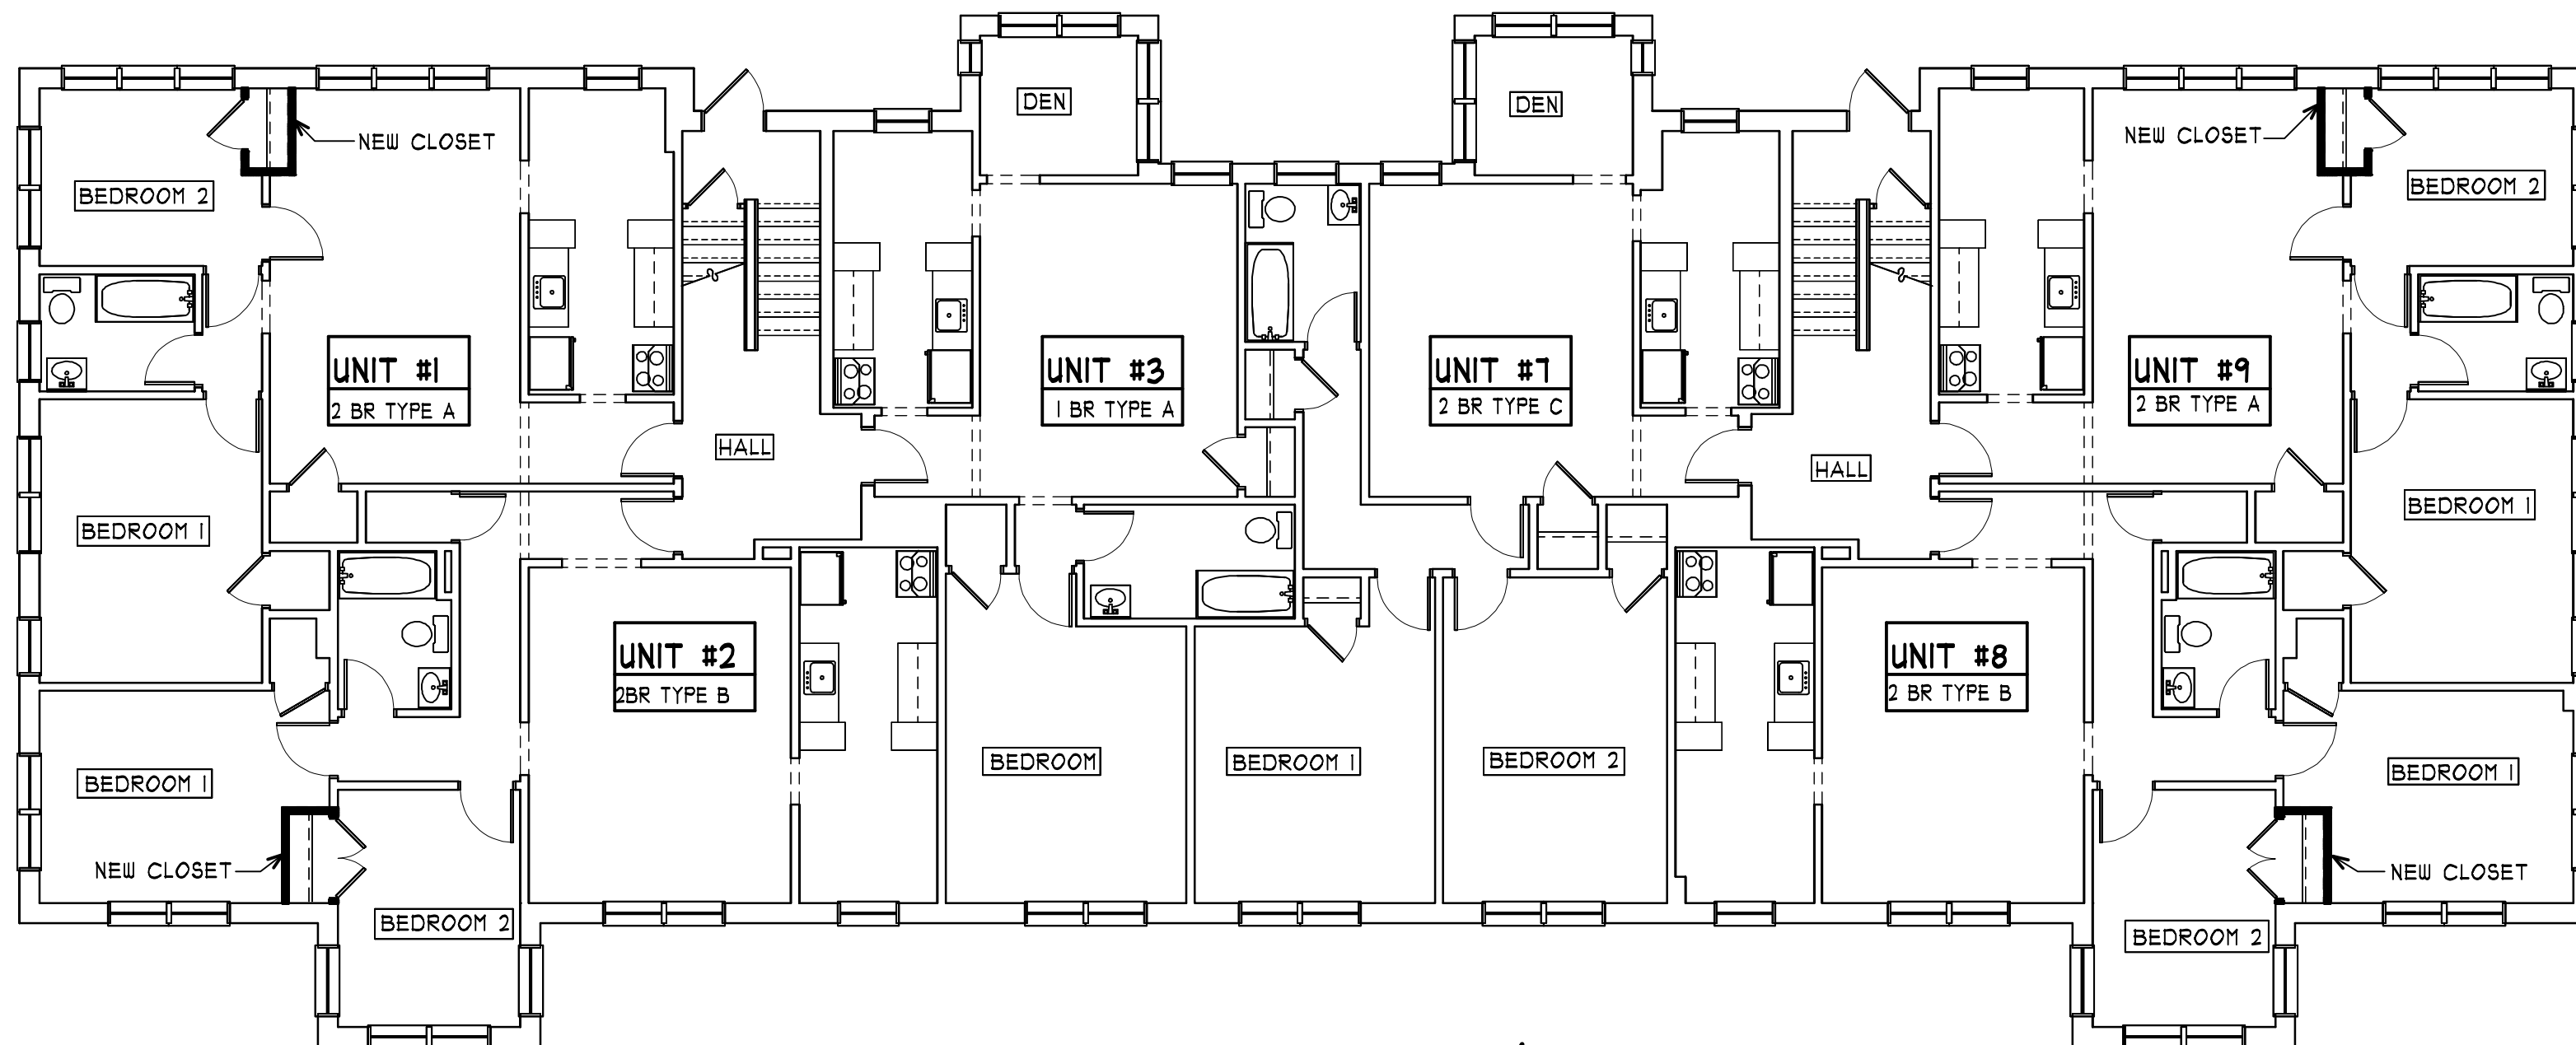 DEN
DEN
NEW CLOSET
NEW CLOSET
BEDROOM 2
BEDROOM 2
UNIT #1
2 BR TYPE A
UNIT #3
1 BR TYPE A
UNIT #7
2 BR TYPE C
UNIT #9
2 BR TYPE A
HALL
HALL
BEDROOM 1
BEDROOM 1
UNIT #2
2BR TYPE B
UNIT #8
2 BR TYPE B
BEDROOM 1
BEDROOM
BEDROOM 1
BEDROOM 2
BEDROOM 1
NEW CLOSET
NEW CLOSET
BEDROOM 2
BEDROOM 2